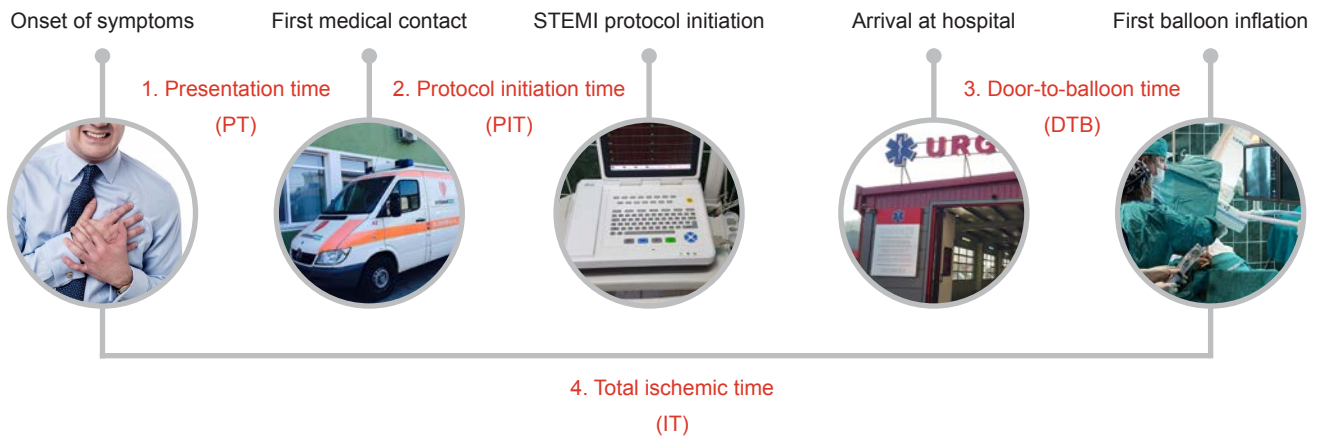 Onset of symptoms
First medical contact
STEMI protocol initiation
Arrival at hospital
First balloon inflation
1. Presentation time
(PT)
2. Protocol initiation time
(PIT)
3. Door-to-balloon time
(DTB)
URG
4. Total ischemic time
(IT)